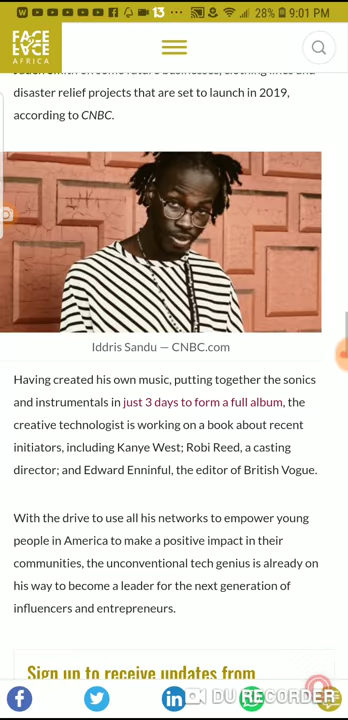 28% 9:01 PM
13
FACE
2
FACE
AFRICA
disaster relief projects that are set to launch in 2019,
according to CNBC.
Iddris Sandu — CNBC.com
Having created his own music, putting together the sonics
and instrumentals in just 3 days to form a full album, the
creative technologist is working on a book about recent
initiators, including Kanye West; Robi Reed, a casting
director; and Edward Enninful, the editor of British Vogue.
With the drive to use all his networks to empower young
people in America to make a positive impact in their
communities, the unconventional tech genius is already on
his way to become a leader for the next generation of
influencers and entrepreneurs.
Sign up to receive updates from
DU RECORDER